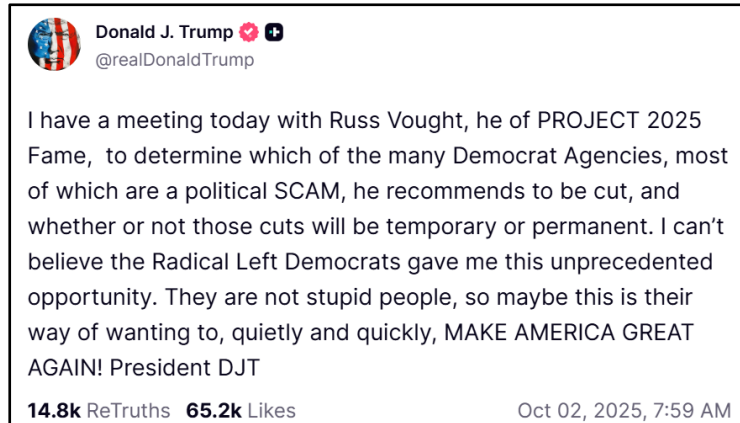 Donald J. Trump
@realDonaldTrump
I have a meeting today with Russ Vought, he of PROJECT 2025
Fame,  to determine which of the many Democrat Agencies, most
of which are a political SCAM, he recommends to be cut, and
whether or not those cuts will be temporary or permanent. I can’t
believe the Radical Left Democrats gave me this unprecedented
opportunity. They are not stupid people, so maybe this is their
way of wanting to, quietly and quickly, MAKE AMERICA GREAT
AGAIN! President DJT
14.8k ReTruths 65.2k Likes Oct 02, 2025, 7:59 AM